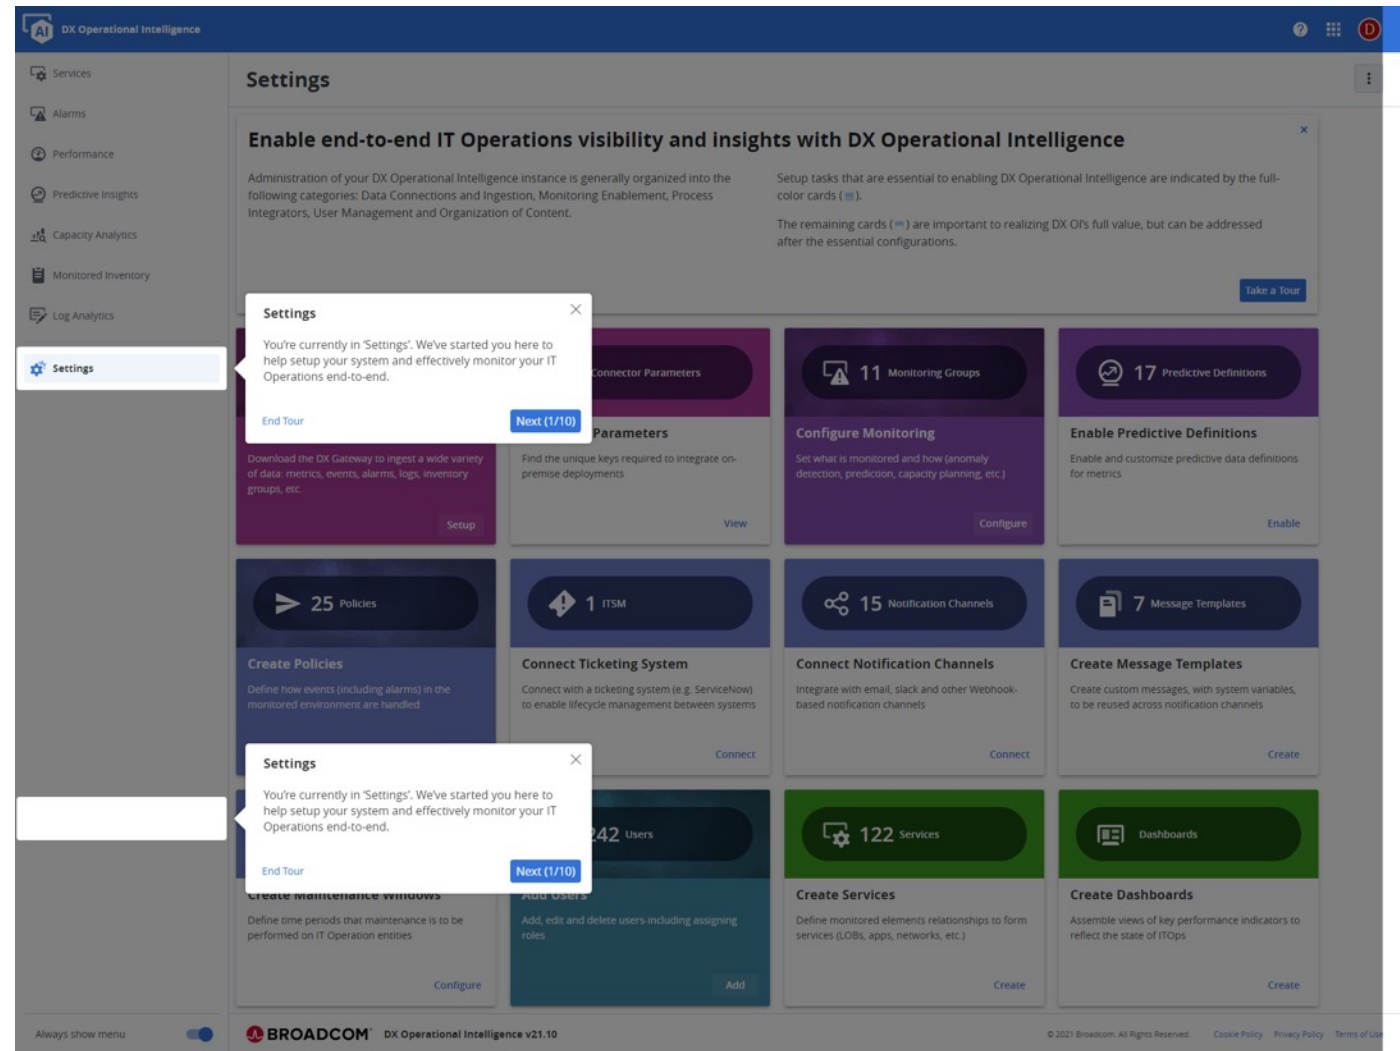 AI DX Operational Intelligence
D
Services
Alarms
Performance
Predictive Insights
Capacity Analytics
Monitored Inventory
Log Analytics
Settings
Always show menu
Settings
Enable end-to-end IT Operations visibility and insights with DX Operational Intelligence
Administration of your DX Operational Intelligence instance is generally organized into the
following categories: Data Connections and Ingestion, Monitoring Enablement, Process
Integrators, User Management and Organization of Content.
Setup tasks that are essential to enabling DX Operational Intelligence are indicated by the full-
color cards ( ).
The remaining cards ( ) are important to realizing DX OI's full value, but can be addressed
after the essential configurations.
Take a Tour
Settings
You're currently in 'Settings'. We've started you here to
help setup your system and effectively monitor your IT
Operations end-to-end.
End Tour
Next (1/10)
Download the DX Gateway to ingest a wide variety
of data: metrics, events, alarms, logs, inventory
groups, etc.
Setup
Connector Parameters
Parameters
Find the unique keys required to integrate on-
premise deployments
View
11 Monitoring Groups
Configure Monitoring
Set what is monitored and how (anomaly
detection, prediction, capacity planning, etc.)
Configure
17 Predictive Definitions
Enable Predictive Definitions
Enable and customize predictive data definitions
for metrics
Enable
25 Policies
Create Policies
Define how events (including alarms) in the
monitored environment are handled
1 ITSM
Connect Ticketing System
Connect with a ticketing system (e.g. ServiceNow)
to enable lifecycle management between systems
Connect
15 Notification Channels
Connect Notification Channels
Integrate with email, slack and other Webhook-
based notification channels
Connect
7 Message Templates
Create Message Templates
Create custom messages, with system variables,
to be reused across notification channels
Create
Settings
You're currently in 'Settings'. We've started you here to
help setup your system and effectively monitor your IT
Operations end-to-end.
End Tour
Next (1/10)
Create Maintenance Windows
Define time periods that maintenance is to be
performed on IT Operation entities
Configure
242 Users
Add Users
Add, edit and delete users-including assigning
roles
Add
122 Services
Create Services
Define monitored elements relationships to form
services (LOBs, apps, networks, etc.)
Create
Dashboards
Create Dashboards
Assemble views of key performance indicators to
reflect the state of ITOps
Create
BROADCOM DX Operational Intelligence v21.10
© 2021 Broadcom. All Rights Reserved. Cookie Policy Privacy Policy Terms of Use